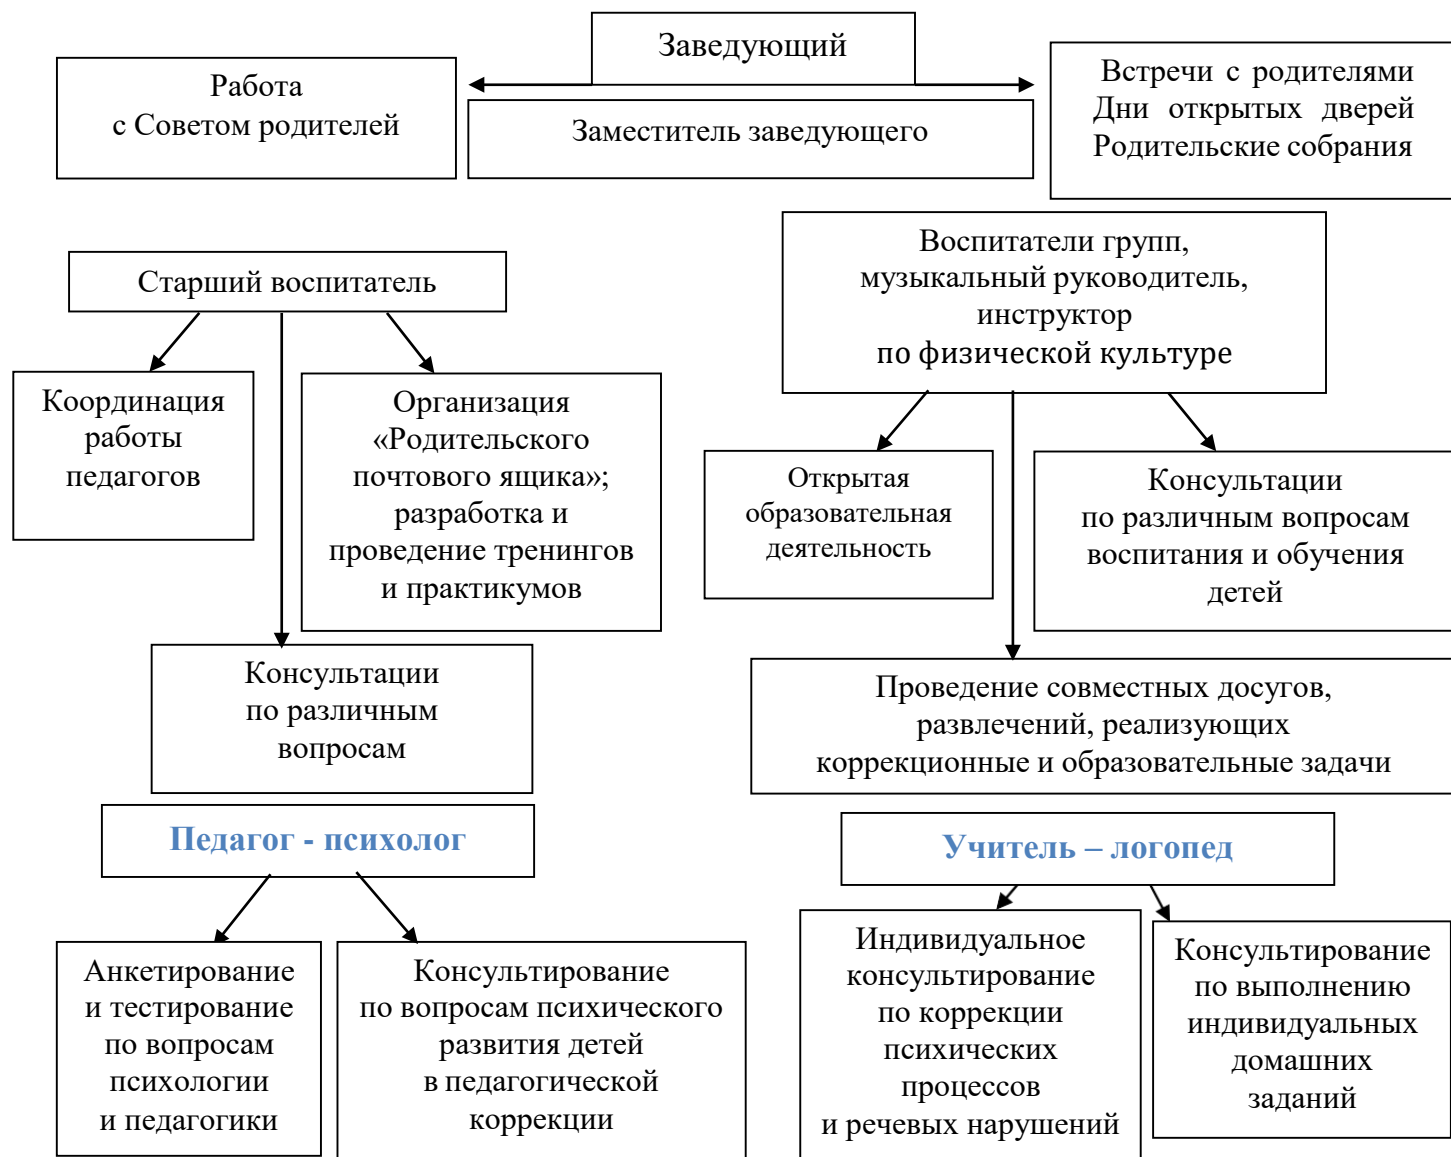 Заведующий
Работа
с Советом родителей
Заместитель заведующего
Встречи с родителями
Дни открытых дверей
Родительские собрания
Старший воспитатель
Координация
работы
педагогов
Организация
«Родительского
почтового ящика»;
разработка и
проведение тренингов
и практикумов
Консультации
по различным
вопросам
Воспитатели групп,
музыкальный руководитель,
инструктор
по физической культуре
Открытая
образовательная
деятельность
Консультации
по различным вопросам
воспитания и обучения
детей
Проведение совместных досугов,
развлечений, реализующих
коррекционные и образовательные задачи
Педагог - психолог
Анкетирование
и тестирование
по вопросам
психологии
и педагогики
Консультирование
по вопросам психического
развития детей
в педагогической
коррекции
Учитель – логопед
Индивидуальное
консультирование
по коррекции
психических
процессов
и речевых нарушений
Консультирование
по выполнению
индивидуальных
домашних
заданий